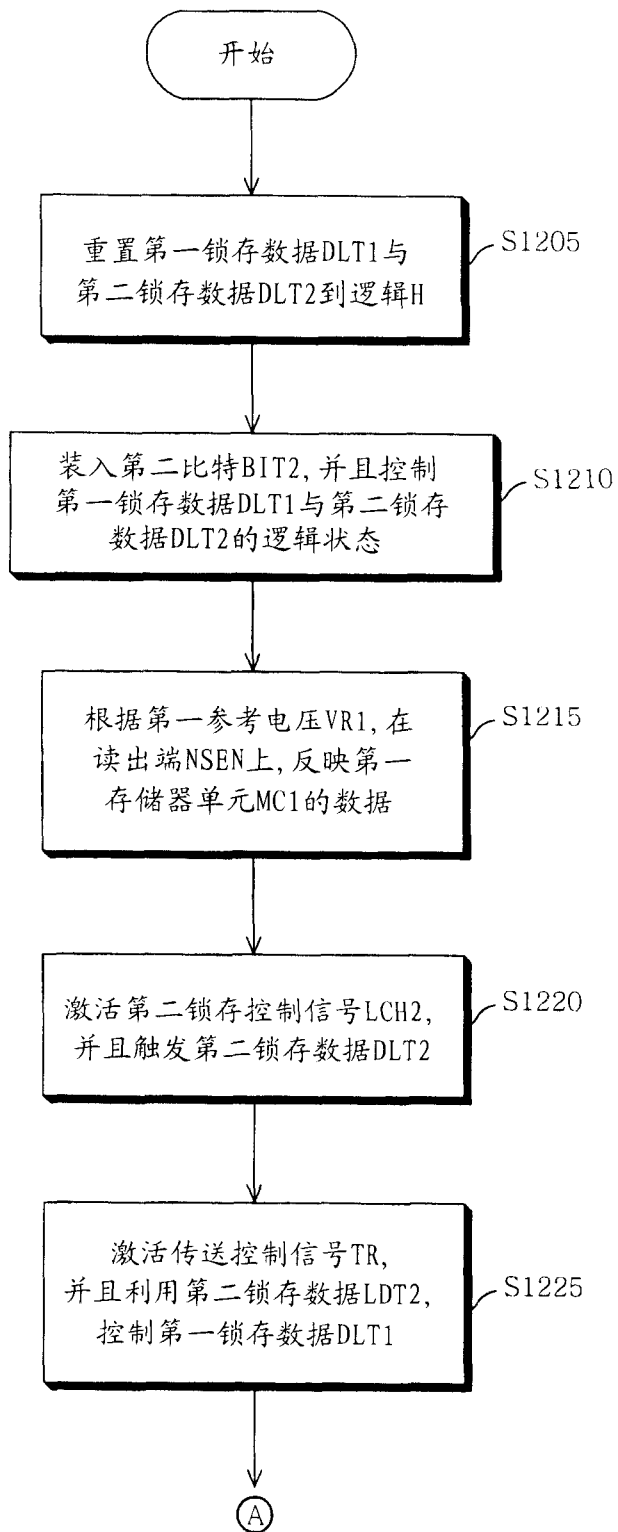 开始
重置第一锁存数据DLT1与
第二锁存数据DLT2到逻辑H
S1205
装入第二比特BIT2,并且控制
第一锁存数据DLT1与第二锁存
数据DLT2的逻辑状态
S1210
根据第一参考电压VR1,在
读出端NSEN上,反映第一
存储器单元MC1的数据
S1215
激活第二锁存控制信号LCH2,
并且触发第二锁存数据DLT2
S1220
激活传送控制信号TR,
并且利用第二锁存数据LDT2,
控制第一锁存数据DLT1
S1225
A